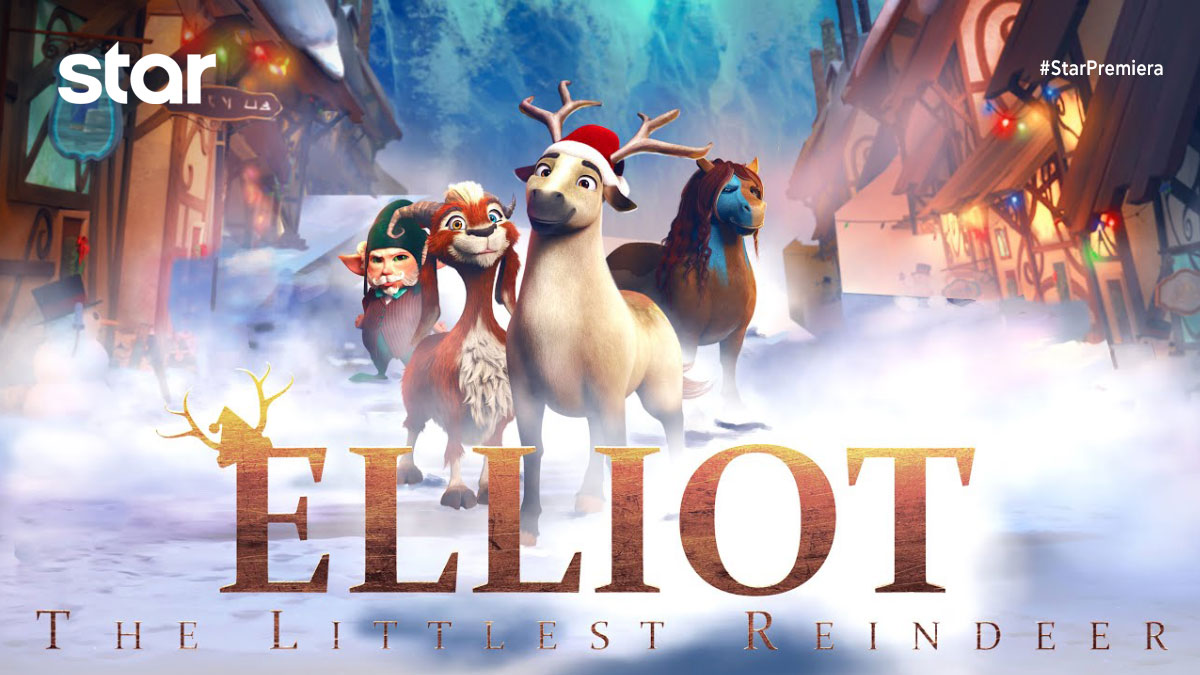 star
#StarPremiera
ELLIOT
THE LITTLEST REINDEER